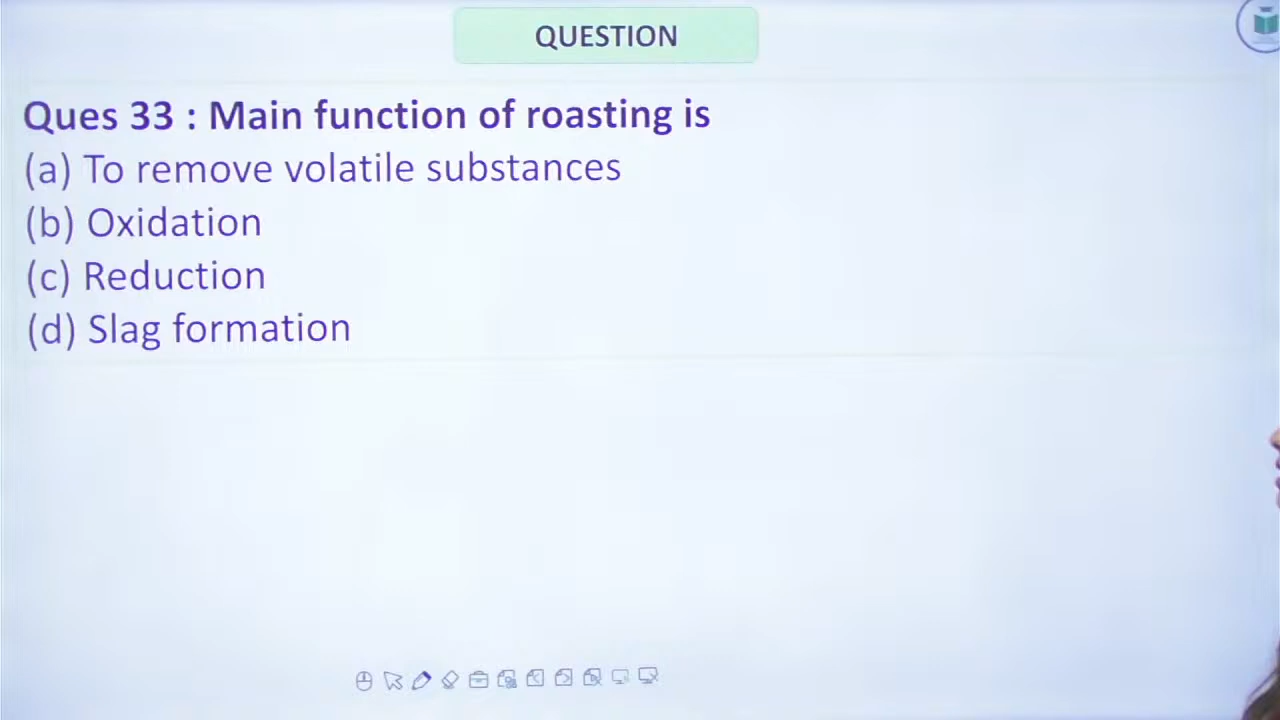 QUESTION
Ques 33 : Main function of roasting is
(a) To remove volatile substances
(b) Oxidation
(c) Reduction
(d) Slag formation